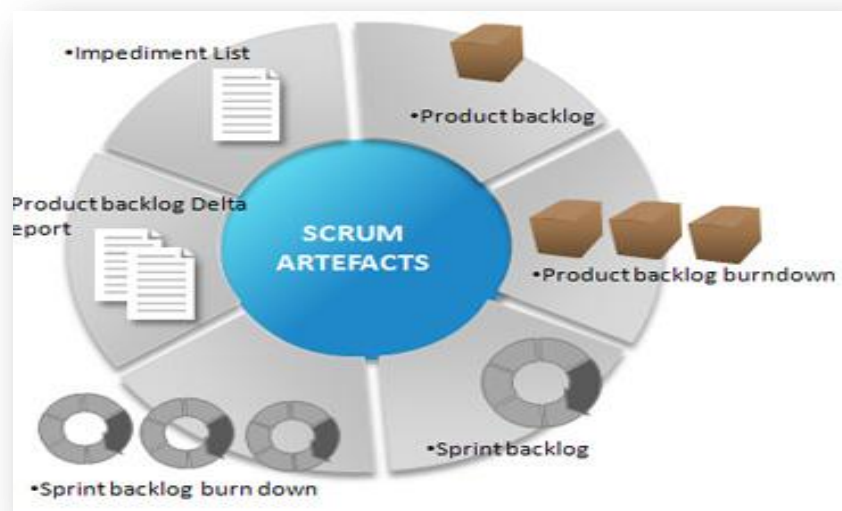 •Impediment List
•Product backlog
Product backlog Delta
eport
SCRUM
ARTEFACTS
•Product backlog burndown
•Sprint backlog
•Sprint backlog burn down